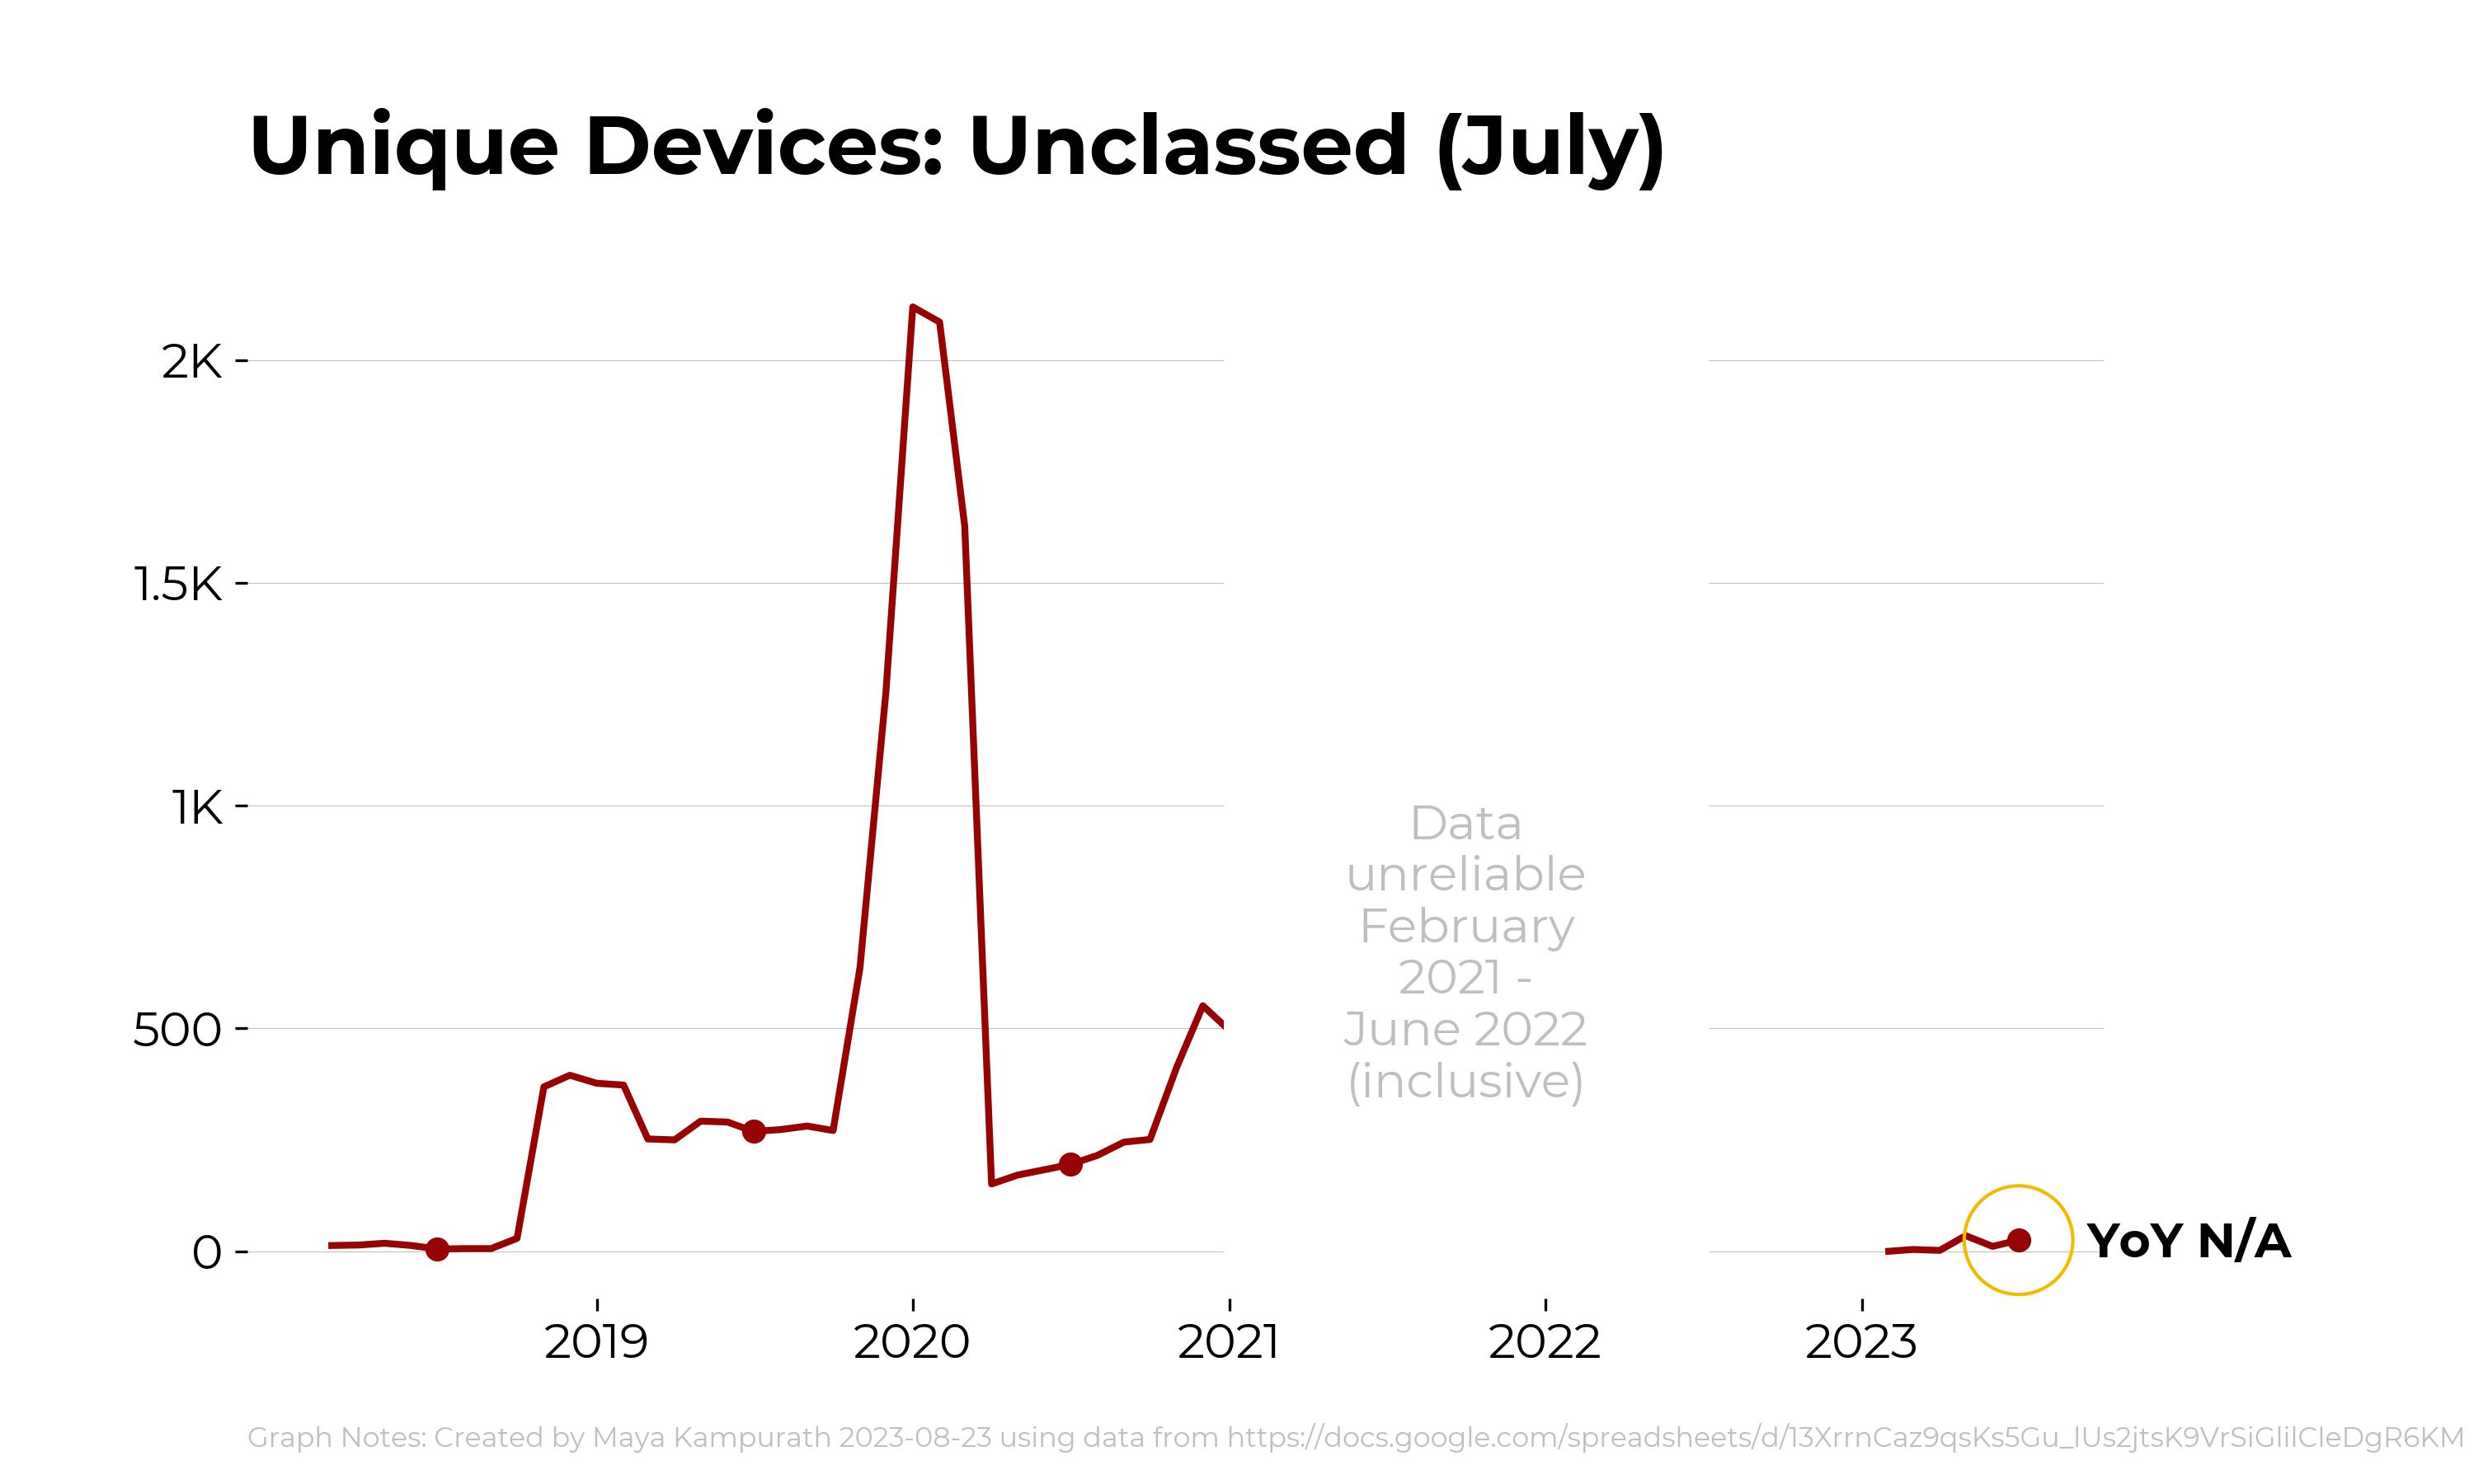 Unique Devices: Unclassed (July)
2K
1.5K
1K
500
0
Data
unreliable
February
2021 -
June 2022
(inclusive)
YoY N/A
2019
2020
2021
2022
2023
Graph Notes: Created by Maya Kampurath 2023-08-23 using data from https://docs.google.com/spreadsheets/d/13XrrnCaz9qsKs5Gu_lUs2jtsK9VrSiGlilCleDgR6KM